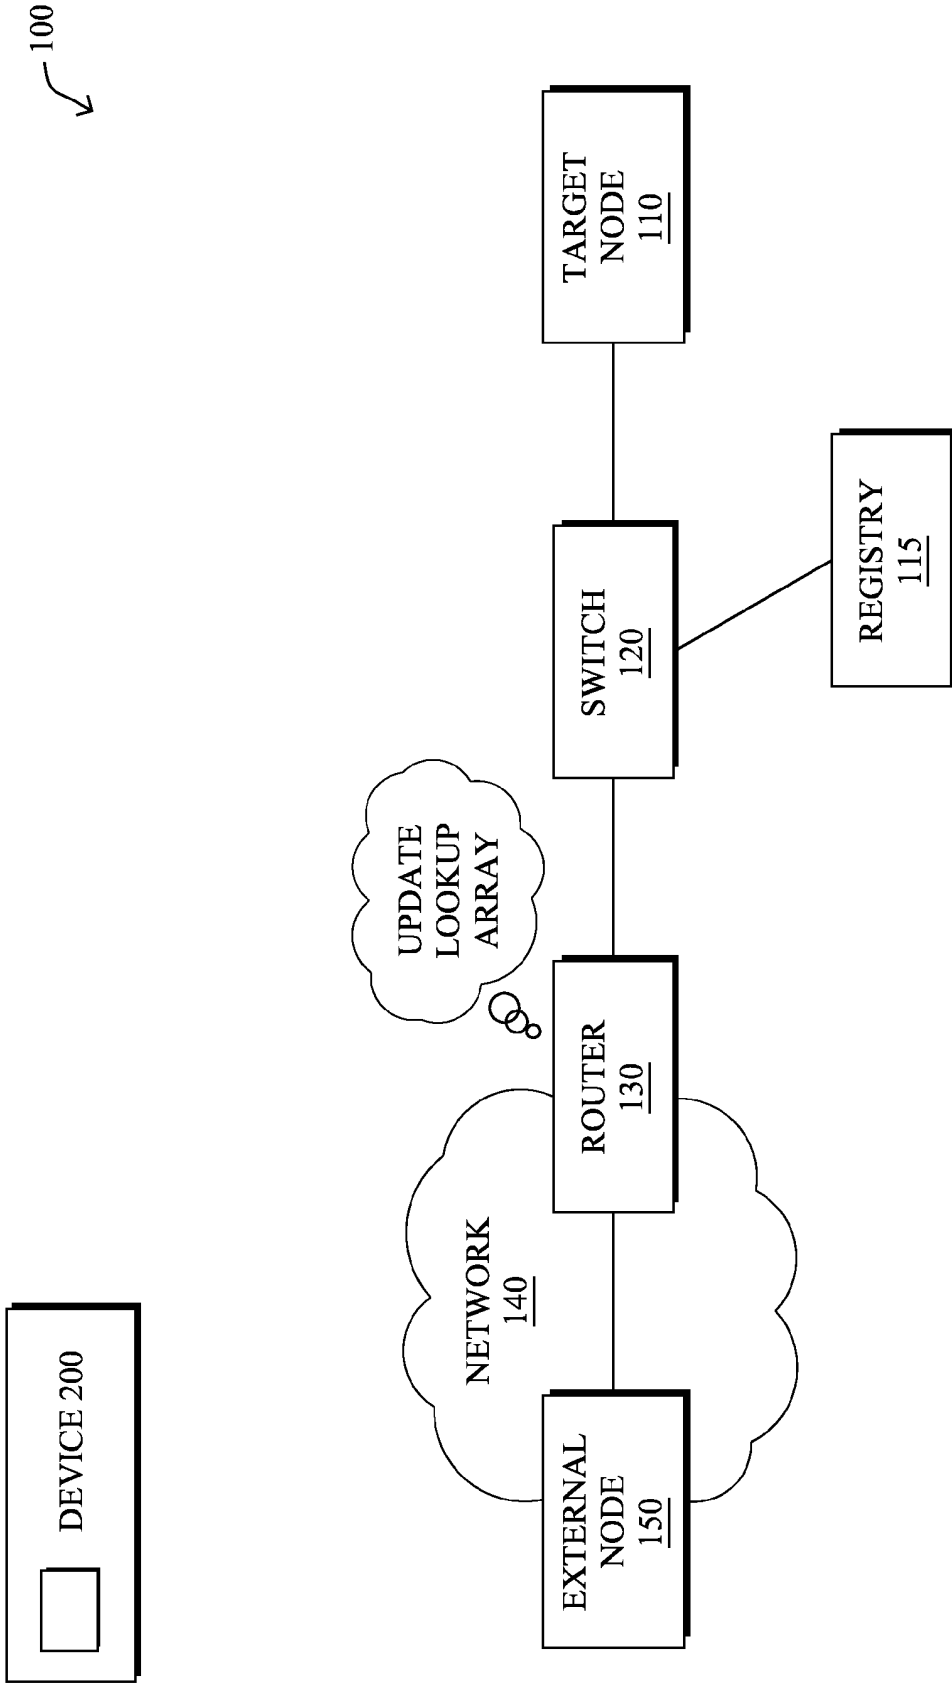 100
DEVICE 200
UPDATE
LOOKUP
ARRAY
NETWORK
140
EXTERNAL
NODE
150
ROUTER
130
SWITCH
120
TARGET
NODE
110
REGISTRY
115